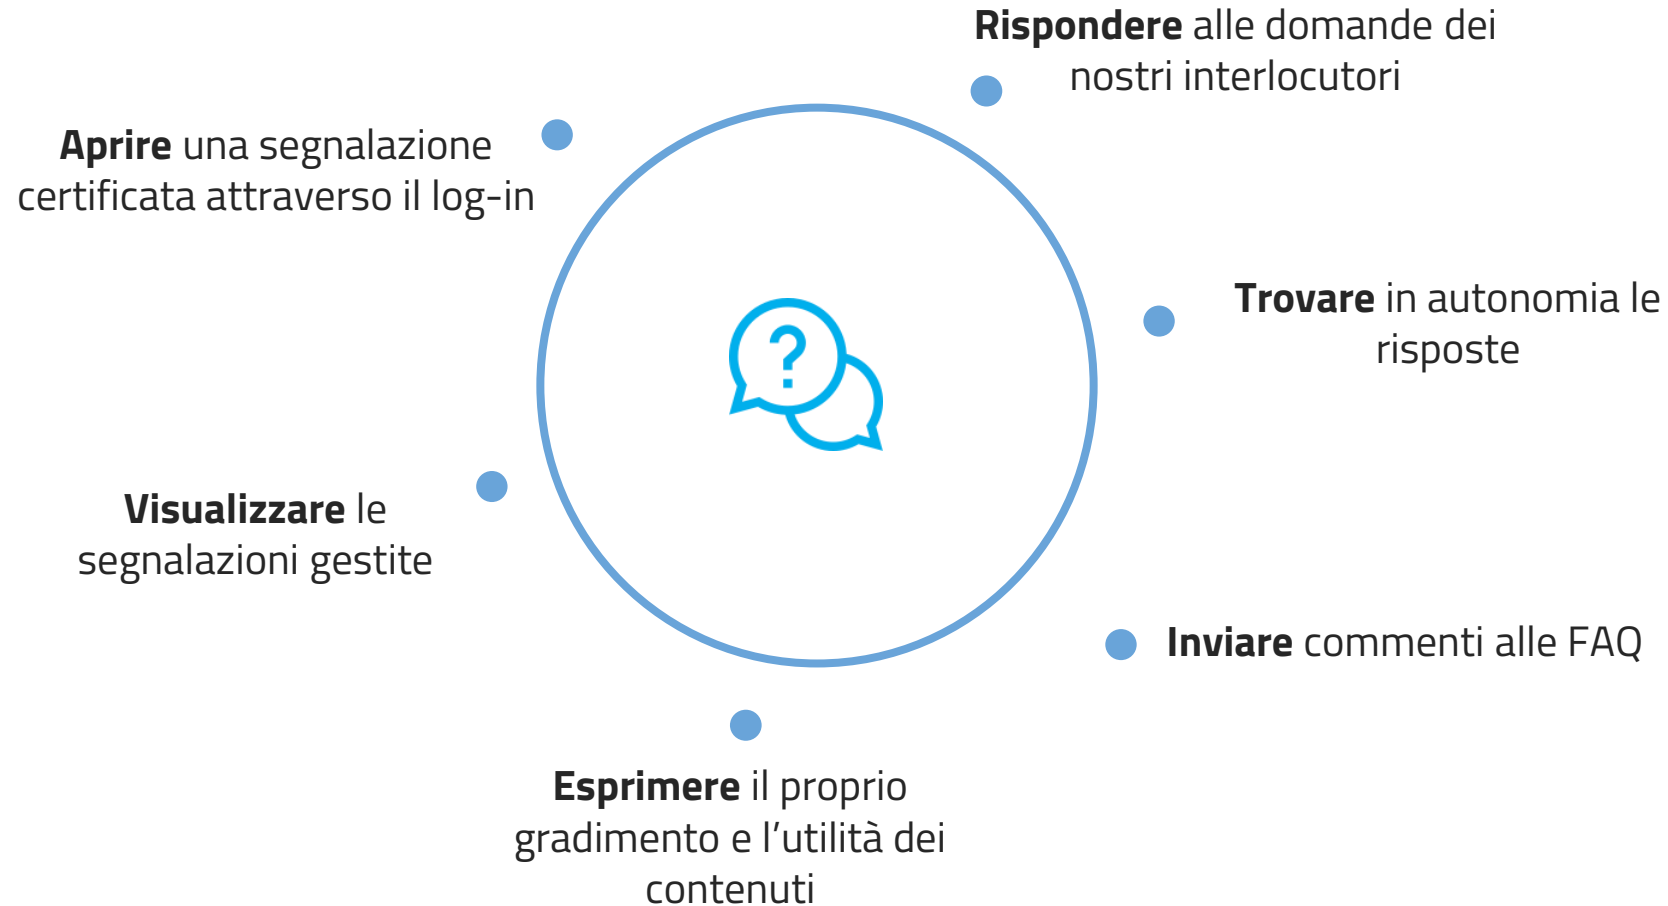 Rispondere alle domande dei
nostri interlocutori
Aprire una segnalazione
certificata attraverso il log-in
Trovare in autonomia le
risposte
?
Visualizzare le
segnalazioni gestite
Inviare commenti alle FAQ
Esprimere il proprio
gradimento e l’utilità dei
contenuti